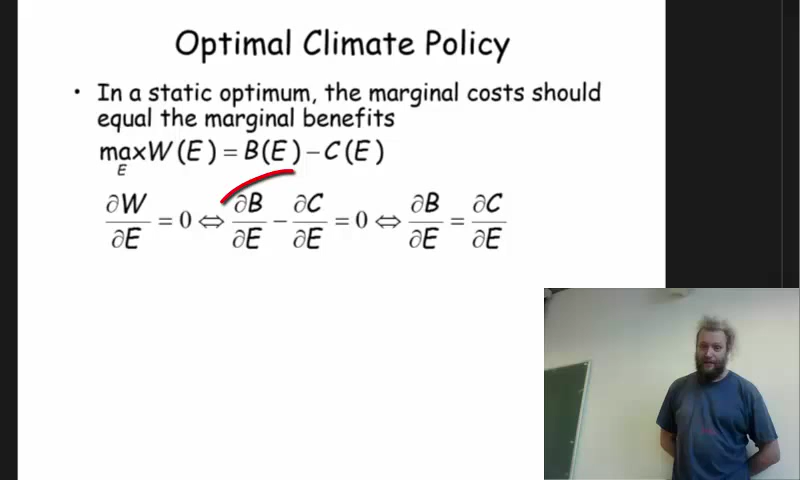 Optimal Climate Policy
• In a static optimum, the marginal costs should
equal the marginal benefits
max W(E) = B(E) − C(E)
E
∂W/∂E = 0 ⇔ ∂B/∂E − ∂C/∂E = 0 ⇔ ∂B/∂E = ∂C/∂E